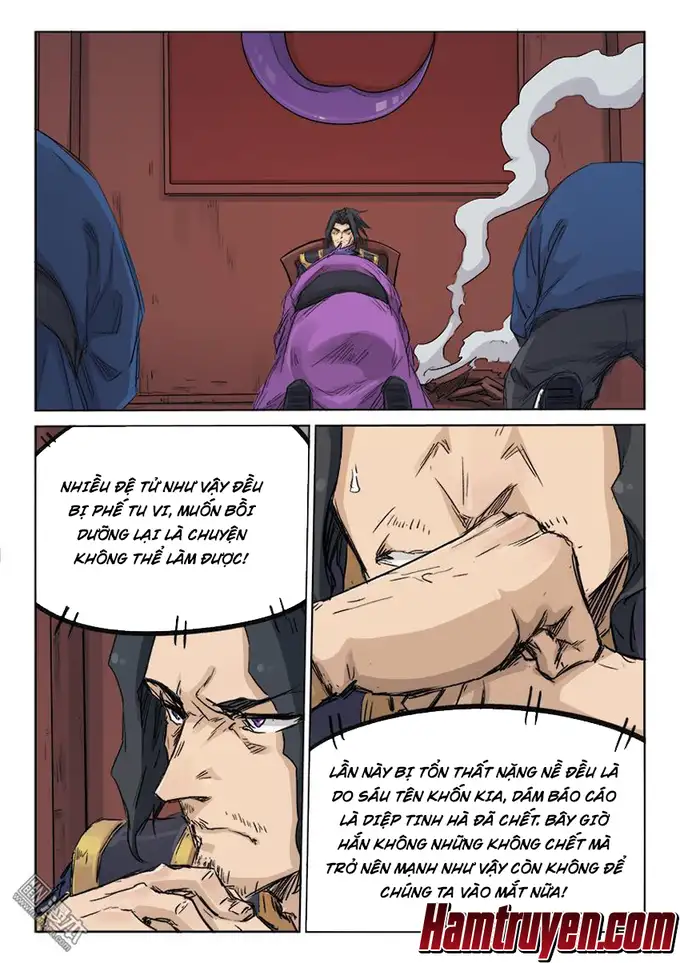 NHIỀU ĐỆ TỬ NHƯ VẬY ĐỀU
BỊ PHẾ TU VI, MUỐN BỒI
DƯỠNG LẠI LÀ CHUYỆN
KHÔNG THỂ LÀM ĐƯỢC!
LẦN NÀY BỊ TỔN THẤT NẶNG NỀ ĐỀU LÀ
DO SÁU TÊN KHỐN KIA, DÁM BÁO CÁO
LÀ DIỆP TINH HÀ ĐÃ CHẾT. BÂY GIỜ
HẮN KHÔNG NHỮNG KHÔNG CHẾT MÀ
TRỞ NÊN MẠNH NHƯ VẬY CÒN KHÔNG ĐỂ
CHÚNG TA VÀO MẮT NỮA!
Hamtruyen.com